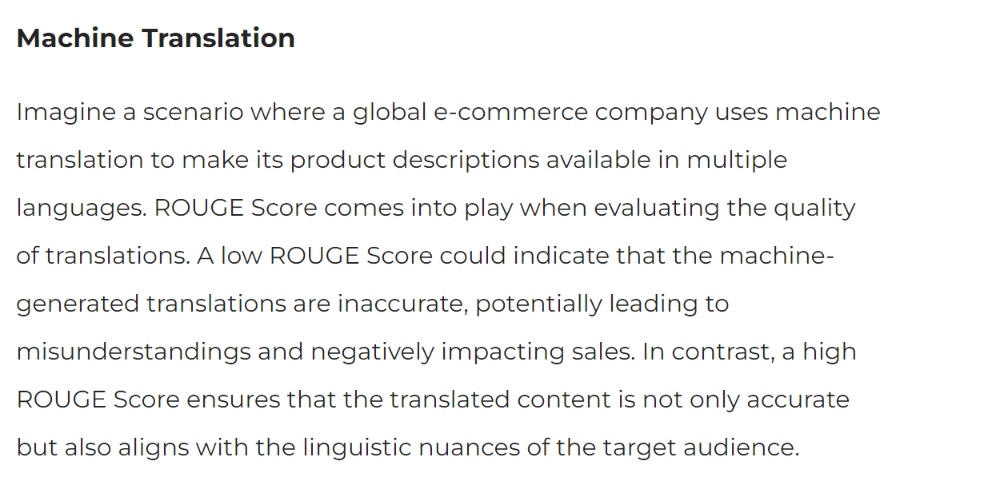 Machine Translation
Imagine a scenario where a global e-commerce company uses machine
translation to make its product descriptions available in multiple
languages. ROUGE Score comes into play when evaluating the quality
of translations. A low ROUGE Score could indicate that the machine-
generated translations are inaccurate, potentially leading to
misunderstandings and negatively impacting sales. In contrast, a high
ROUGE Score ensures that the translated content is not only accurate
but also aligns with the linguistic nuances of the target audience.